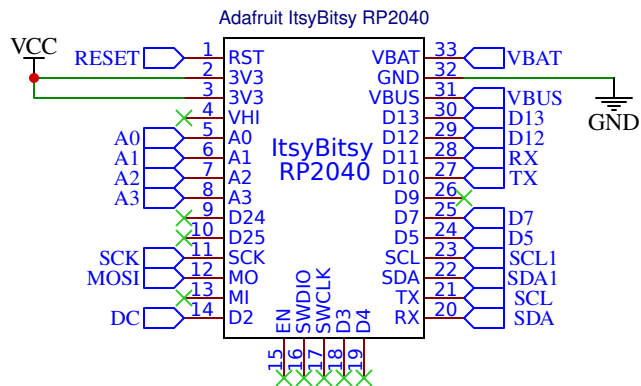 Adafruit ItsyBitsy RP2040
VCC
RESET 1 RST VBAT 33 VBAT
2 3V3 GND 32
3 3V3 VBUS 31 VBUS
GND
4 VHI D13 30 D13
A0 5 A0 D12 29 D12
A1 6 A1 D11 28 RX
A2 7 A2 D10 27 TX
A3 8 A3 D9 26
ItsyBitsy
RP2040
9 D24 D7 25 D7
10 D25 D5 24 D5
SCK 11 SCK SCL 23 SCL1
MOSI 12 MO SDA 22 SDA1
13 MI TX 21 SCL
DC 14 D2 RX 20 SDA
EN SWDIO SWCLK D3 D4
15 16 17 18 19